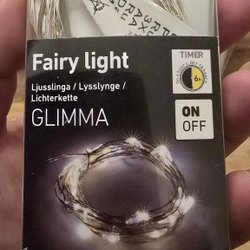 Fairy light
Ljusslinga / Lysslynge /
Lichterkette
GLIMMA
TIMER
6h
ON
OFF